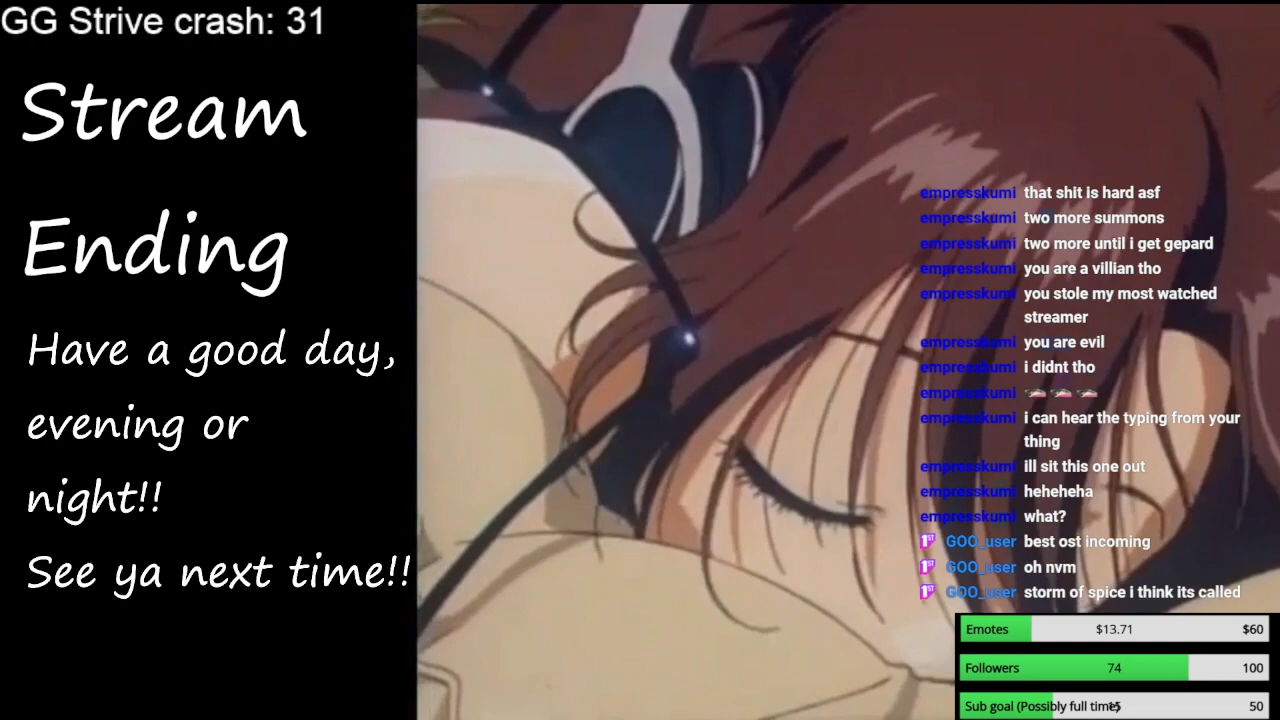 GG Strive crash: 31
Stream
Ending
Have a good day,
evening or
night!!
See ya next time!!
empresskumi that shit is hard asf
empresskumi two more summons
empresskumi two more until i get gepard
empresskumi you are a villian tho
empresskumi you stole my most watched
streamer
empresskumi you are evil
empresskumi i didnt tho
empresskumi
empresskumi i can hear the typing from your
thing
empresskumi ill sit this one out
empresskumi heheheha
empresskumi what?
1ST GOO_user best ost incoming
1ST GOO_user oh nvm
1ST GOO_user storm of spice i think its called
Emotes $13.71 $60
Followers 74 100
Sub goal (Possibly full time) 15 50